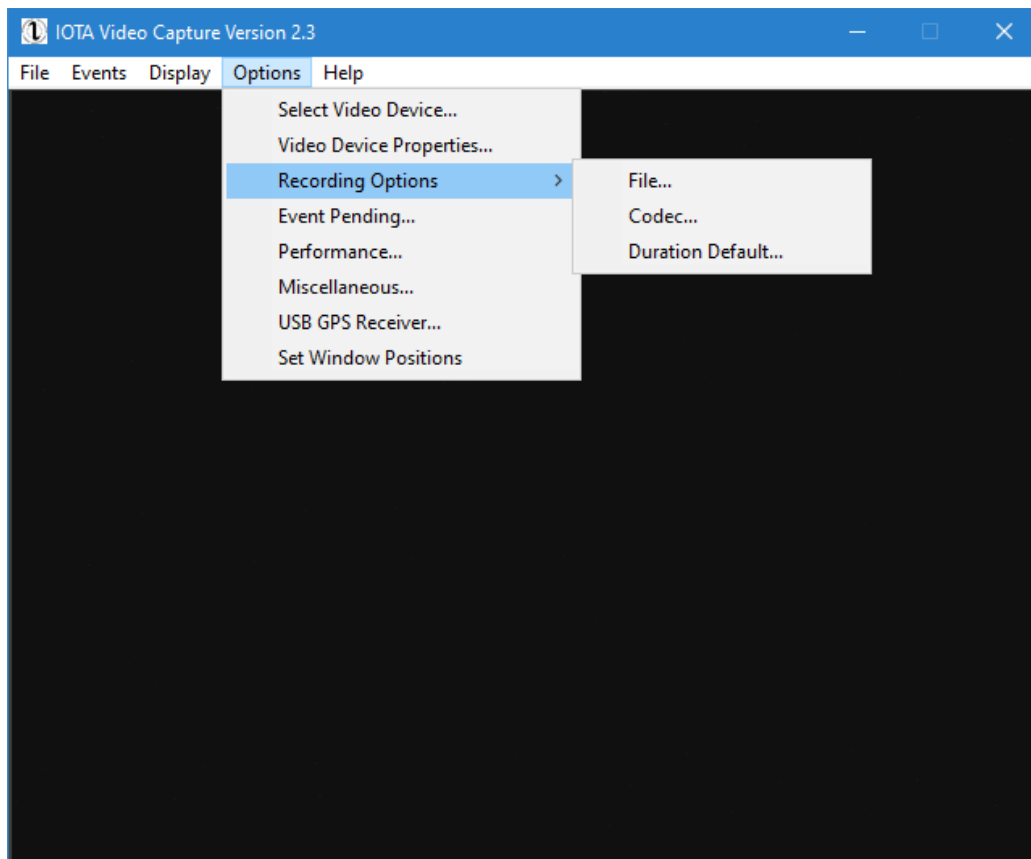 IOTA Video Capture Version 2.3
File Events Display Options Help
Select Video Device...
Video Device Properties...
Recording Options
Event Pending...
Performance...
Miscellaneous...
USB GPS Receiver...
Set Window Positions
File...
Codec...
Duration Default...